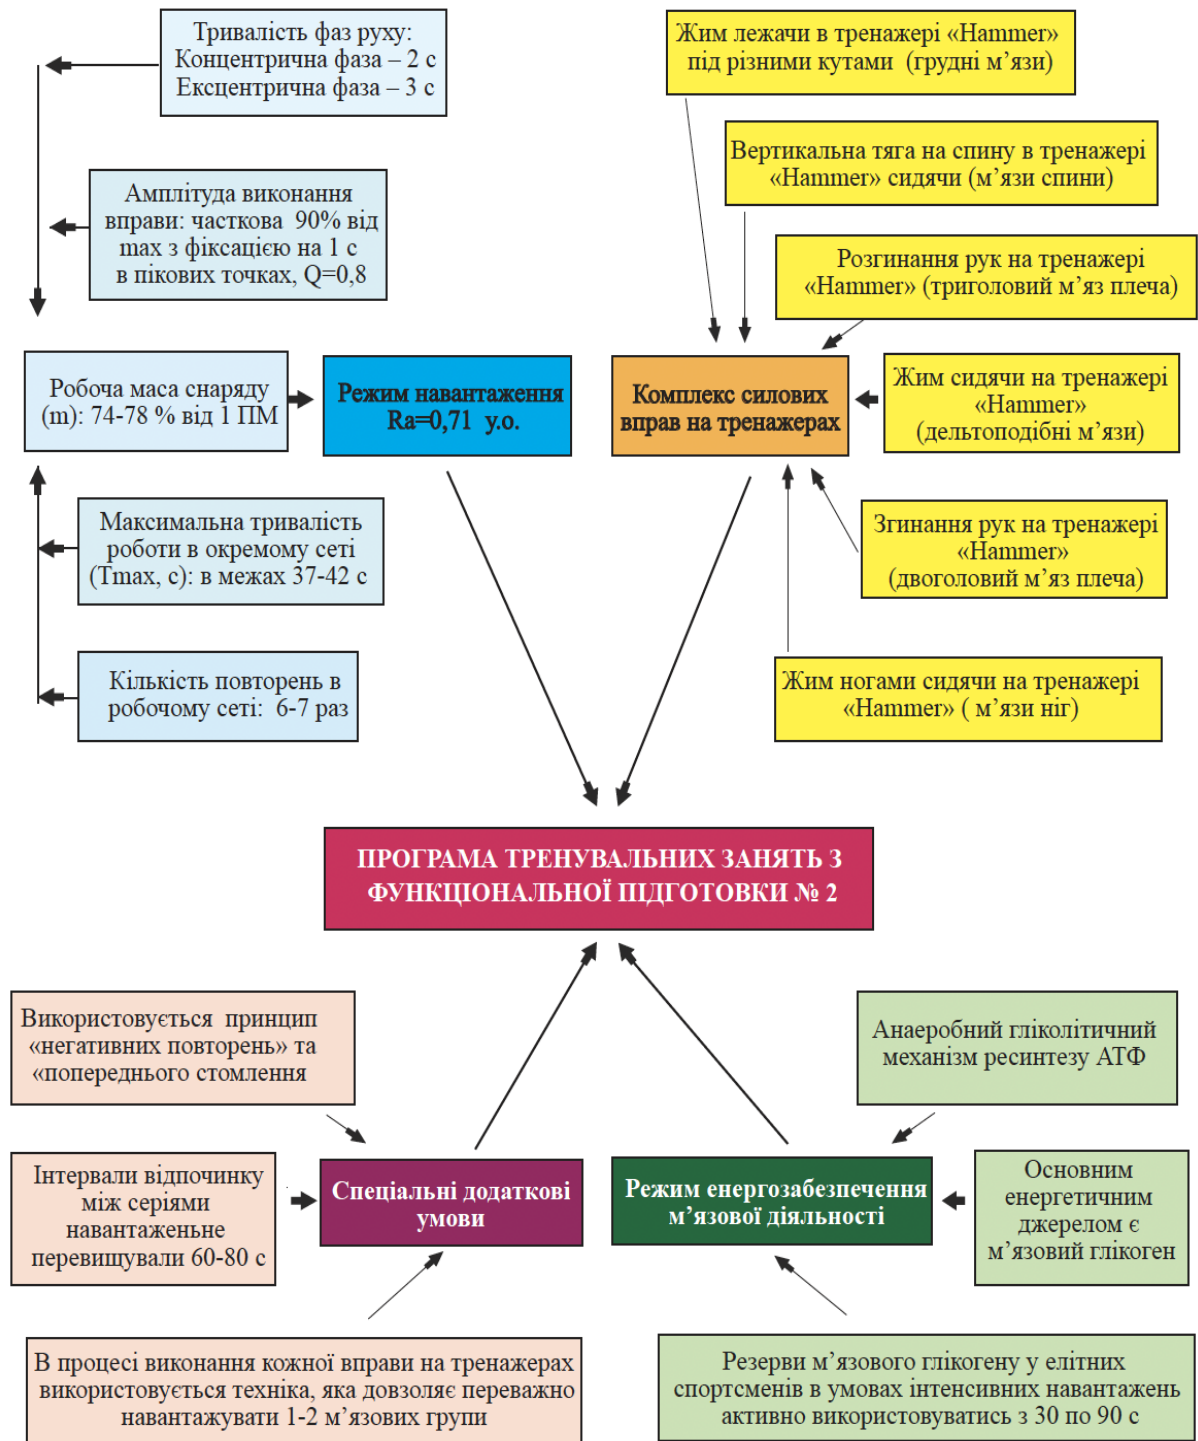 Тривалість фаз руху:
Концентрична фаза – 2 с
Ексцентрична фаза – 3 с
Амплітуда виконання
вправи: часткова 90% від
max з фіксацією на 1 с
в пікових точках, Q=0,8
Робоча маса снаряду
(m): 74-78 % від 1 ПМ
Режим навантаження
Ra=0,71 у.о.
Максимальна тривалість
роботи в окремому сеті
(Tmax, с): в межах 37-42 с
Кількість повторень в
робочому сеті: 6-7 раз
Жим лежачи в тренажері «Hammer»
під різними кутами (грудні м’язи)
Вертикальна тяга на спину в тренажері
«Hammer» сидячи (м’язи спини)
Розгинання рук на тренажері
«Hammer» (триголовий м’яз плеча)
Комплекс силових
вправ на тренажерах
Жим сидячи на тренажері
«Hammer»
(дельтоподібні м’язи)
Згинання рук на тренажері
«Hammer»
(двоголовий м’яз плеча)
Жим ногами сидячи на тренажері
«Hammer» ( м’язи ніг)
ПРОГРАМА ТРЕНУВАЛЬНИХ ЗАНЯТЬ З
ФУНКЦІОНАЛЬНОЇ ПІДГОТОВКИ № 2
Використовується принцип
«негативних повторень» та
«попереднього стомлення
Інтервали відпочинку
між серіями
навантаженьне
перевищували 60-80 с
Спеціальні додаткові
умови
В процесі виконання кожної вправи на тренажерах
використовується техніка, яка довзоляє переважно
навантажувати 1-2 м’язових групи
Анаеробний гліколітичний
механізм ресинтезу АТФ
Режим енергозабезпечення
м’язової діяльності
Основним
енергетичним
джерелом є
м’язовий глікоген
Резерви м’язового глікогену у елітних
спортсменів в умовах інтенсивних навантажень
активно використовуватись з 30 по 90 с